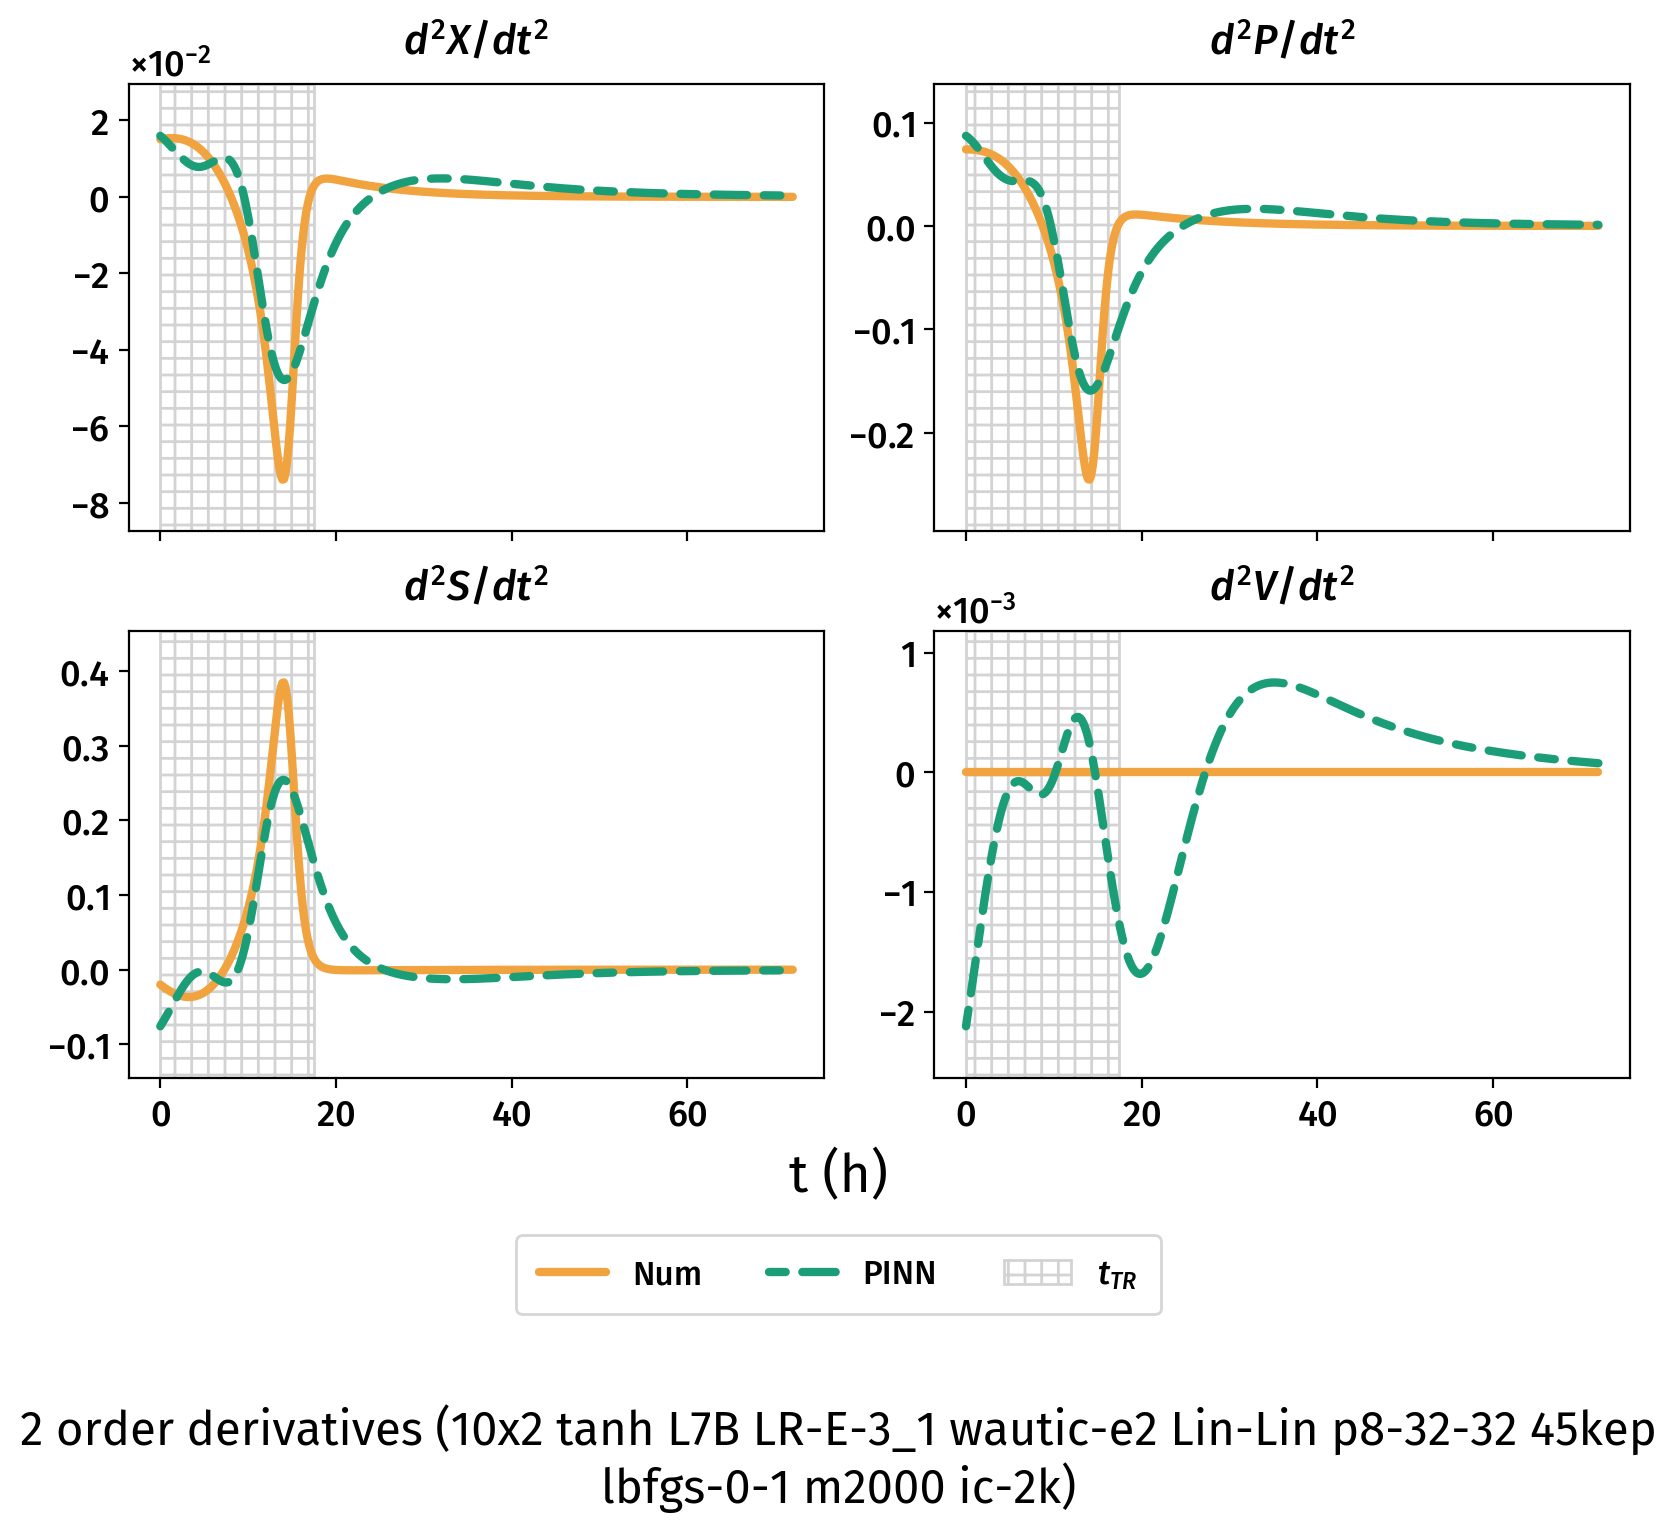 d²X/dt²
×10⁻²
2
0
−2
−4
−6
−8
d²P/dt²
0.1
0.0
−0.1
−0.2
d²S/dt²
0.4
0.3
0.2
0.1
0.0
−0.1
0 20 40 60
d²V/dt²
×10⁻³
1
0
−1
−2
0 20 40 60
t (h)
Num PINN t_TR
2 order derivatives (10x2 tanh L7B LR-E-3_1 wautic-e2 Lin-Lin p8-32-32 45kep
lbfgs-0-1 m2000 ic-2k)